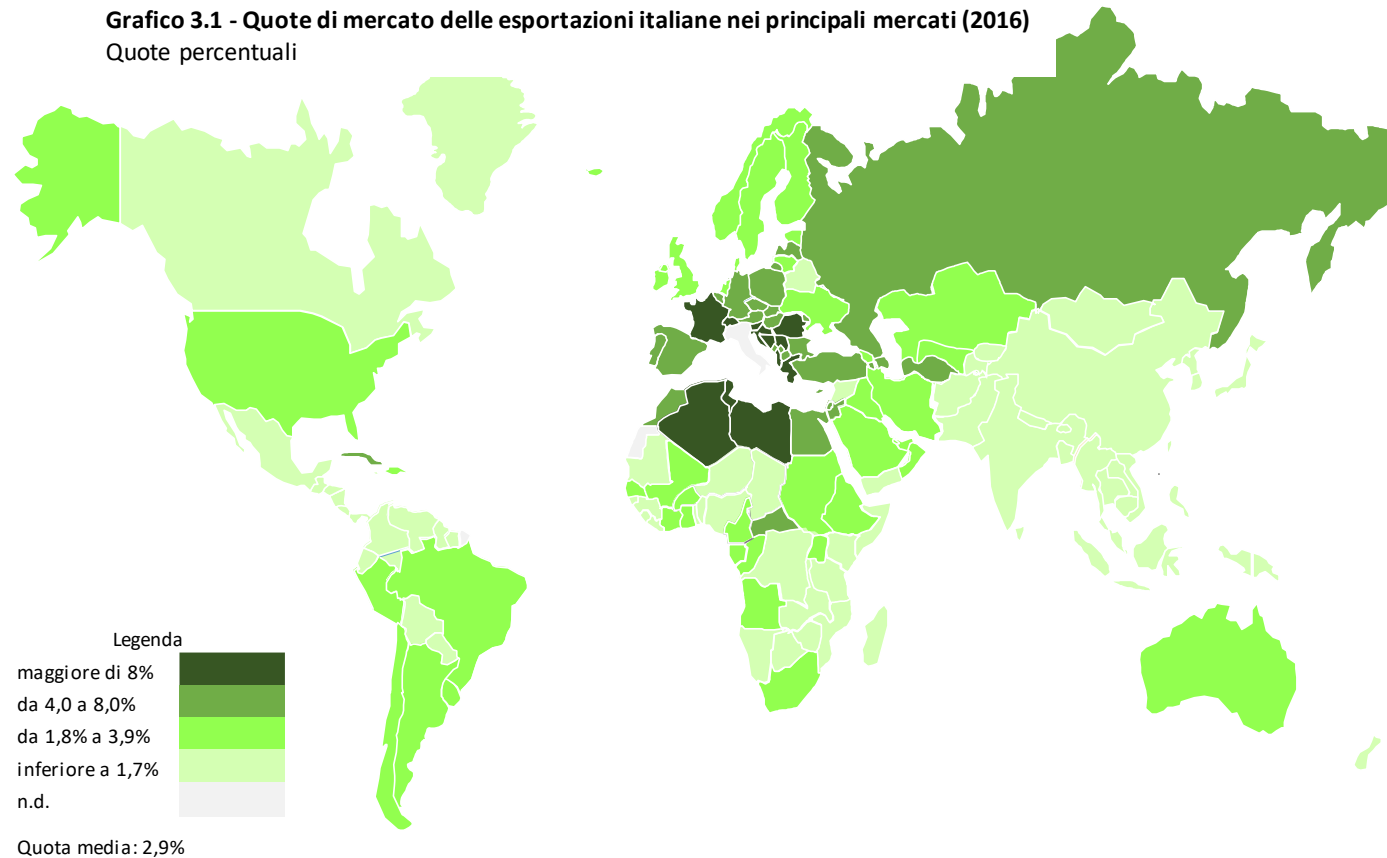 Grafico 3.1 - Quote di mercato delle esportazioni italiane nei principali mercati (2016)
Quote percentuali
Legenda
maggiore di 8%
da 4,0 a 8,0%
da 1,8% a 3,9%
inferiore a 1,7%
n.d.
Quota media: 2,9%